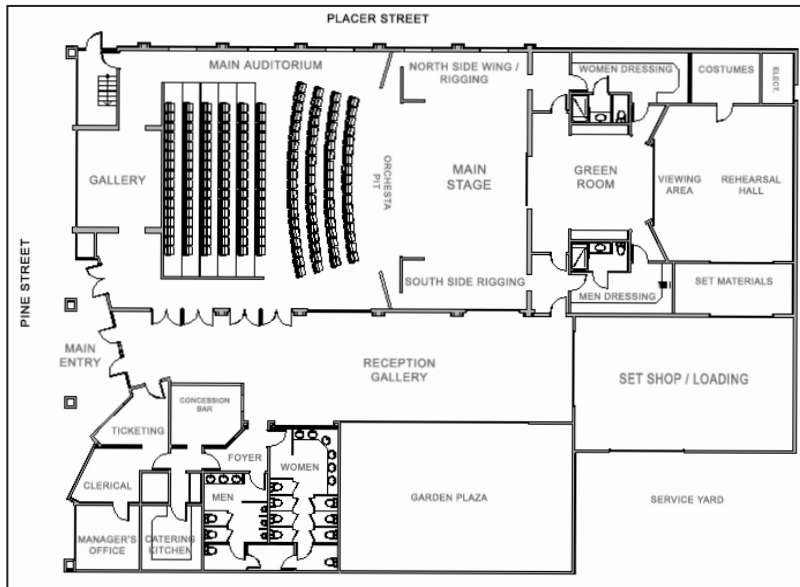 PLACER STREET
MAIN AUDITORIUM
NORTH SIDE WING /
RIGGING
WOMEN DRESSING
COSTUMES
ELECT.
GALLERY
ORCHESTA
PIT
MAIN
STAGE
GREEN
ROOM
VIEWING
AREA
REHEARSAL
HALL
PINE STREET
SOUTH SIDE RIGGING
MEN DRESSING
SET MATERIALS
MAIN
ENTRY
RECEPTION
GALLERY
SET SHOP / LOADING
CONCESSION
BAR
TICKETING
FOYER
WOMEN
CLERICAL
MEN
GARDEN PLAZA
SERVICE YARD
MANAGER'S
OFFICE
CATERING
KITCHEN